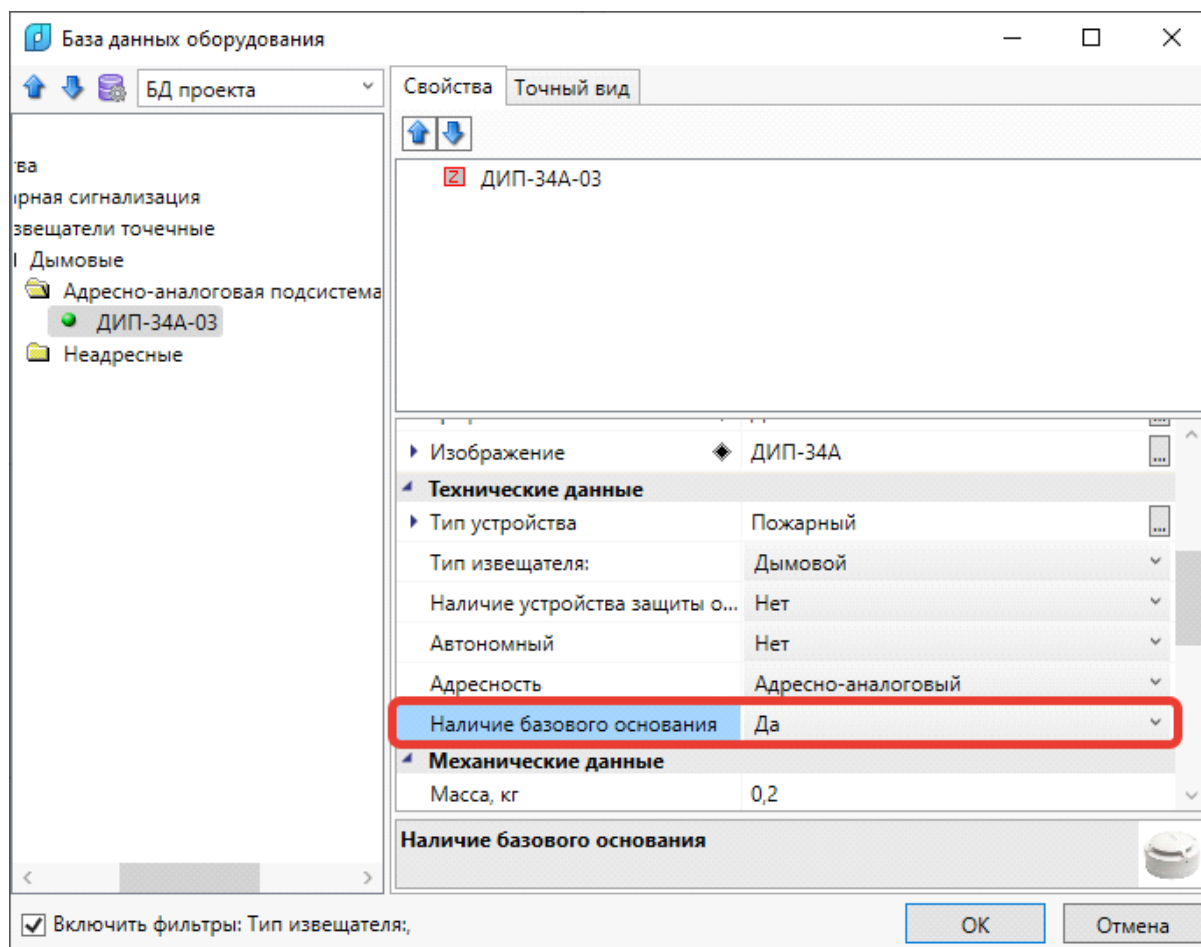 База данных оборудования
БД проекта
Свойства
Точный вид
ДИП-34А-03
ва
рная сигнализация
звещатели точечные
Дымовые
Адресно-аналоговая подсистема
ДИП-34А-03
Неадресные
Изображение ДИП-34А
Технические данные
Тип устройства Пожарный
Тип извещателя: Дымовой
Наличие устройства защиты о... Нет
Автономный Нет
Адресность Адресно-аналоговый
Наличие базового основания Да
Механические данные
Масса, кг 0,2
Наличие базового основания
Включить фильтры: Тип извещателя:,
ОК
Отмена